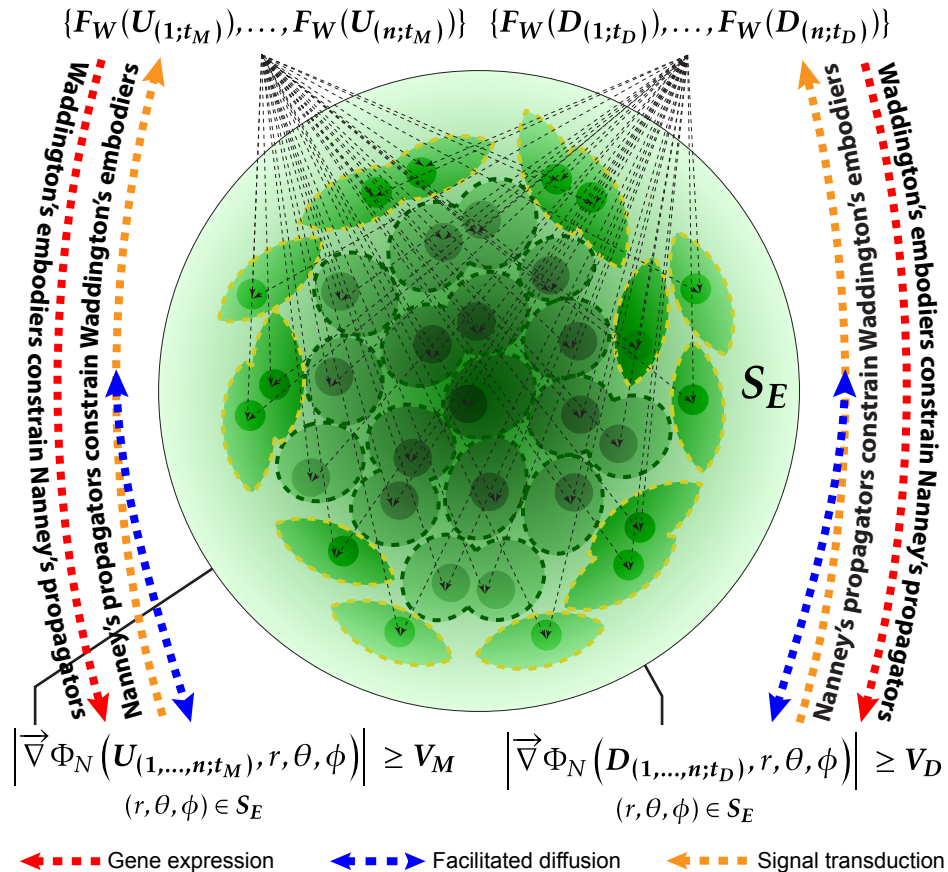 {F_W(U_(1;t_M)),…,F_W(U_(n;t_M))} {F_W(D_(1;t_D)),…,F_W(D_(n;t_D))}
Waddington's embodiers constrain Nanney's propagators
Nanney's propagators constrain Waddington's embodiers
S_E
Nanney's propagators constrain Waddington's embodiers
Waddington's embodiers constrain Nanney's propagators
|∇⃗Φ_N(U_(1,…,n;t_M),r,θ,ϕ)| ≥ V_M
(r,θ,ϕ) ∈ S_E
|∇⃗Φ_N(D_(1,…,n;t_D),r,θ,ϕ)| ≥ V_D
(r,θ,ϕ) ∈ S_E
Gene expression Facilitated diffusion Signal transduction